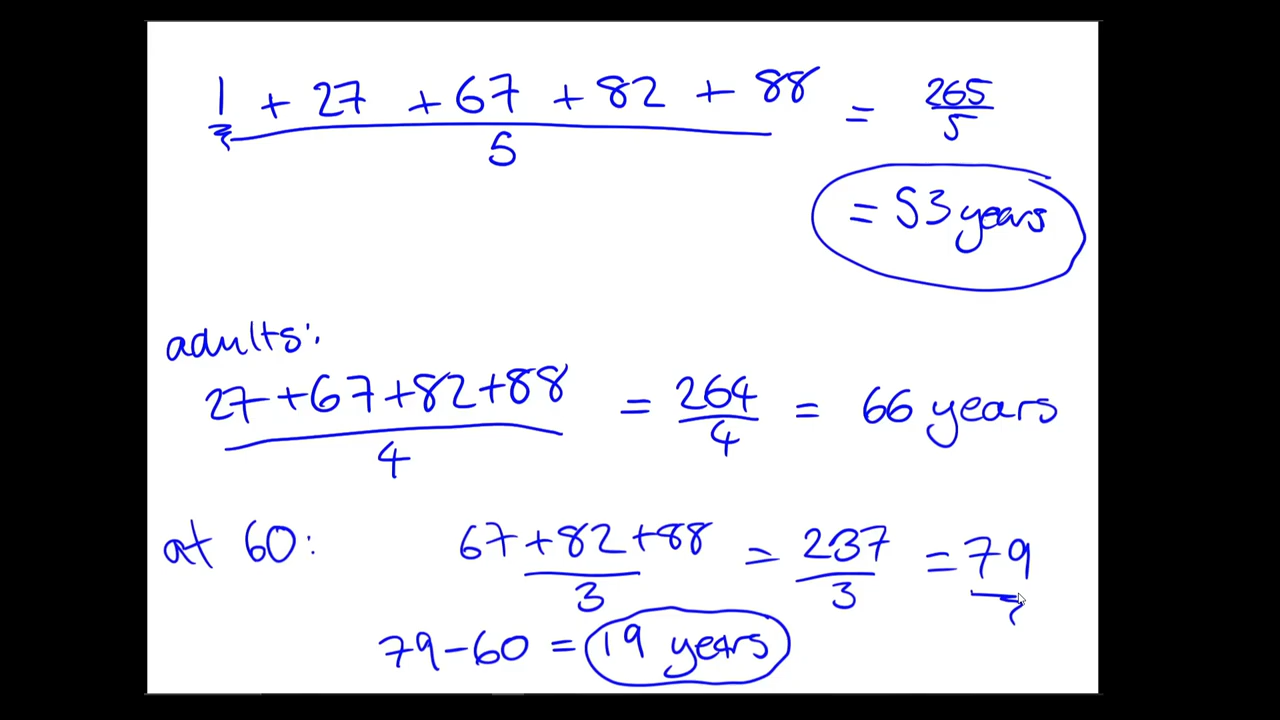 1 + 27 + 67 + 82 + 88 = 265
5 5
= 53 years
adults:
27+67+82+88 = 264 = 66 years
4 4
at 60: 67+82+88 = 237 = 79
3 3
79-60 = 19 years